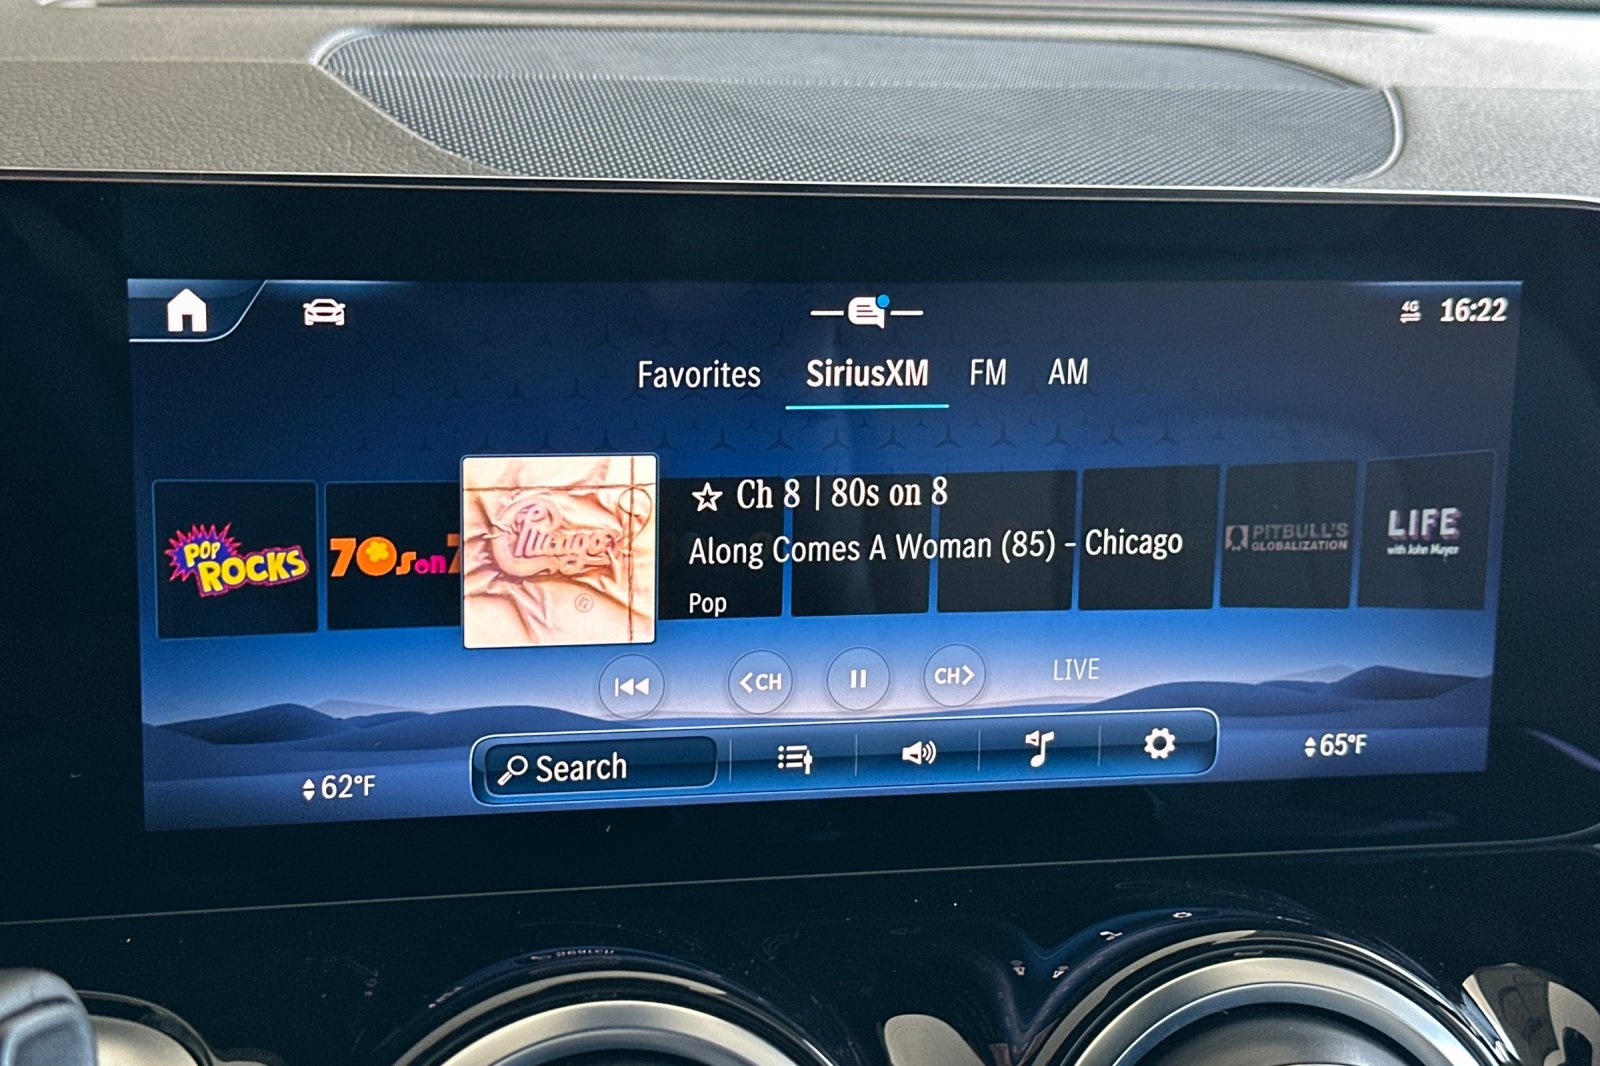 4G 16:22
Favorites SiriusXM FM AM
Ch 8 | 80s on 8
POP ROCKS
70s on 7
Chicago
Along Comes A Woman (85) - Chicago
Pop
PITBULL'S
GLOBALIZATION
LIFE
with John Mayer
CH CH LIVE
62°F
Search
65°F